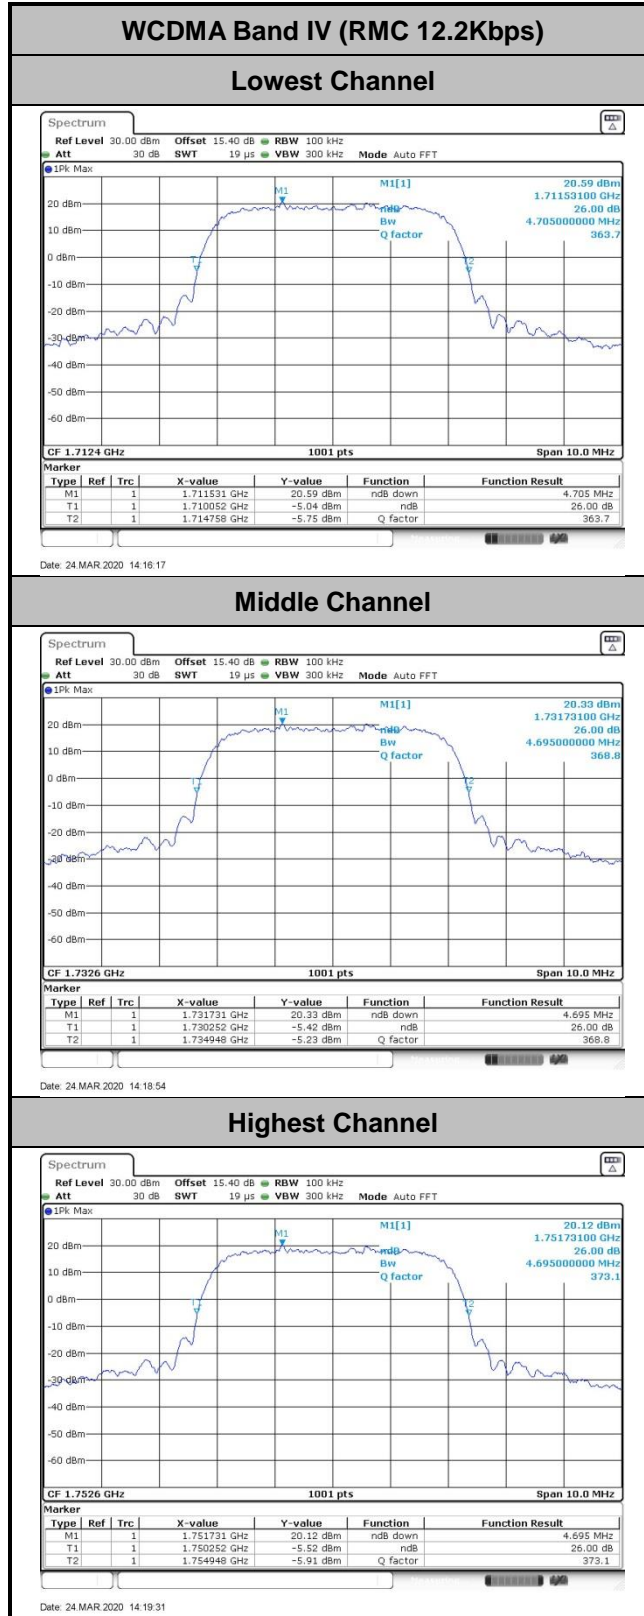 WCDMA Band IV (RMC 12.2Kbps)
Lowest Channel
Spectrum
Ref Level 30.00 dBm Offset 15.40 dB RBW 100 kHz
Att 30 dB SWT 19 µs VBW 300 kHz Mode Auto FFT
1Pk Max
M1[1] 20.59 dBm
1.71153100 GHz
ndB 26.00 dB
Bw 4.705000000 MHz
Q factor 363.7
M1
T1
T2
20 dBm
10 dBm
0 dBm
-10 dBm
-20 dBm
-30 dBm
-40 dBm
-50 dBm
-60 dBm
CF 1.7124 GHz 1001 pts Span 10.0 MHz
Marker
Type Ref Trc X-value Y-value Function Function Result
M1 1 1.711531 GHz 20.59 dBm ndB down 4.705 MHz
T1 1 1.710052 GHz -5.04 dBm ndB 26.00 dB
T2 1 1.714758 GHz -5.75 dBm Q factor 363.7
Date: 24.MAR.2020 14:16:17
Middle Channel
Spectrum
Ref Level 30.00 dBm Offset 15.40 dB RBW 100 kHz
Att 30 dB SWT 19 µs VBW 300 kHz Mode Auto FFT
1Pk Max
M1[1] 20.33 dBm
1.73173100 GHz
ndB 26.00 dB
Bw 4.695000000 MHz
Q factor 368.8
M1
T1
T2
20 dBm
10 dBm
0 dBm
-10 dBm
-20 dBm
-30 dBm
-40 dBm
-50 dBm
-60 dBm
CF 1.7326 GHz 1001 pts Span 10.0 MHz
Marker
Type Ref Trc X-value Y-value Function Function Result
M1 1 1.731731 GHz 20.33 dBm ndB down 4.695 MHz
T1 1 1.730252 GHz -5.42 dBm ndB 26.00 dB
T2 1 1.734948 GHz -5.23 dBm Q factor 368.8
Date: 24.MAR.2020 14:18:54
Highest Channel
Spectrum
Ref Level 30.00 dBm Offset 15.40 dB RBW 100 kHz
Att 30 dB SWT 19 µs VBW 300 kHz Mode Auto FFT
1Pk Max
M1[1] 20.12 dBm
1.75173100 GHz
ndB 26.00 dB
Bw 4.695000000 MHz
Q factor 373.1
M1
T1
T2
20 dBm
10 dBm
0 dBm
-10 dBm
-20 dBm
-30 dBm
-40 dBm
-50 dBm
-60 dBm
CF 1.7526 GHz 1001 pts Span 10.0 MHz
Marker
Type Ref Trc X-value Y-value Function Function Result
M1 1 1.751731 GHz 20.12 dBm ndB down 4.695 MHz
T1 1 1.750252 GHz -5.52 dBm ndB 26.00 dB
T2 1 1.754948 GHz -5.91 dBm Q factor 373.1
Date: 24.MAR.2020 14:19:31